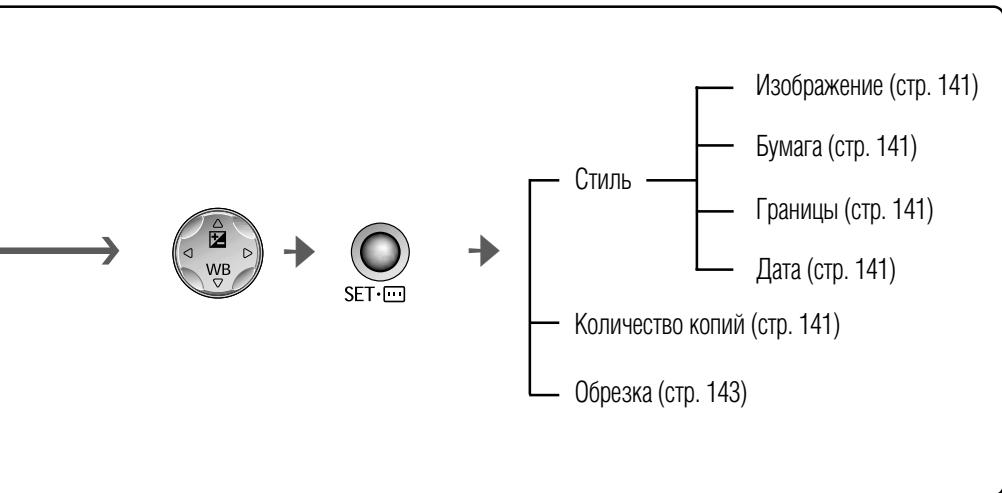 Изображение (стр. 141)
Бумага (стр. 141)
Стиль
Границы (стр. 141)
WB
Дата (стр. 141)
SET·
Количество копий (стр. 141)
Обрезка (стр. 143)